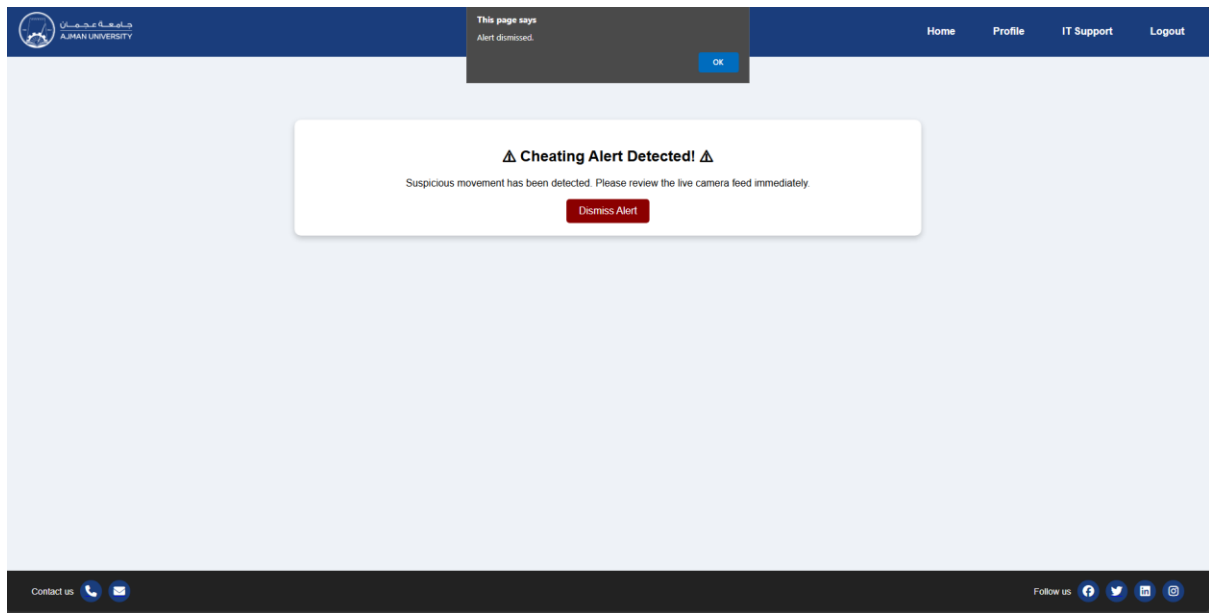 جامعة عجمان
AJMAN UNIVERSITY
This page says
Alert dismissed.
OK
Home Profile IT Support Logout
⚠ Cheating Alert Detected! ⚠
Suspicious movement has been detected. Please review the live camera feed immediately.
Dismiss Alert
Contact us
Follow us